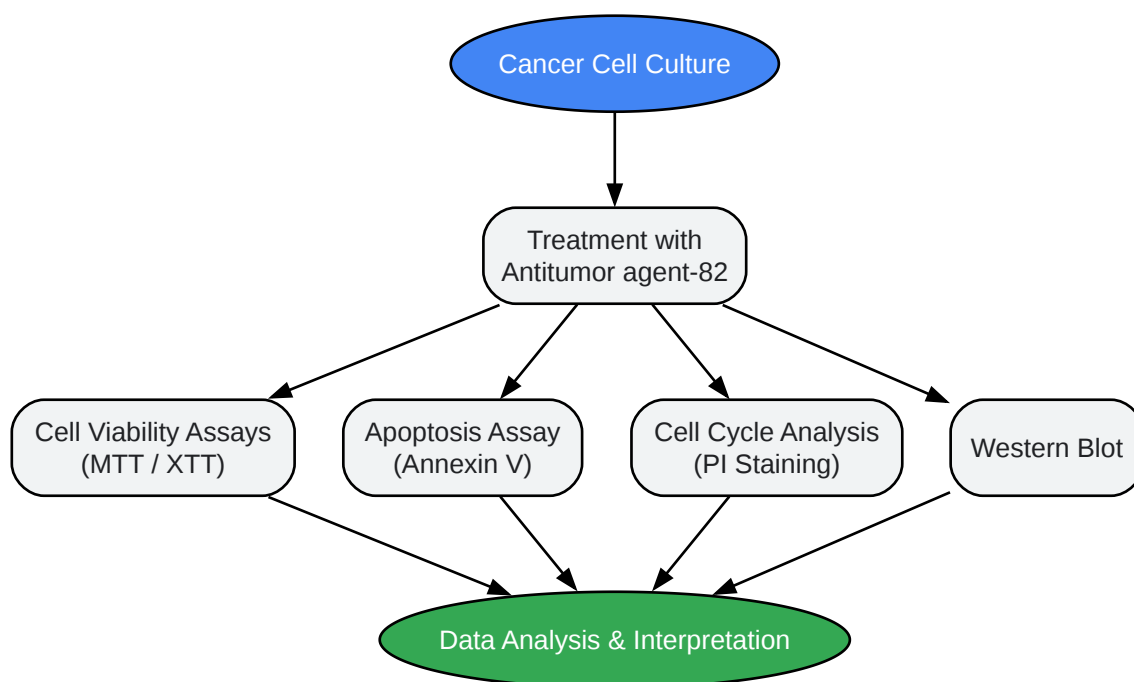 Cancer Cell Culture
Treatment with
Antitumor agent-82
Cell Viability Assays
(MTT / XTT)
Apoptosis Assay
(Annexin V)
Cell Cycle Analysis
(PI Staining)
Western Blot
Data Analysis & Interpretation